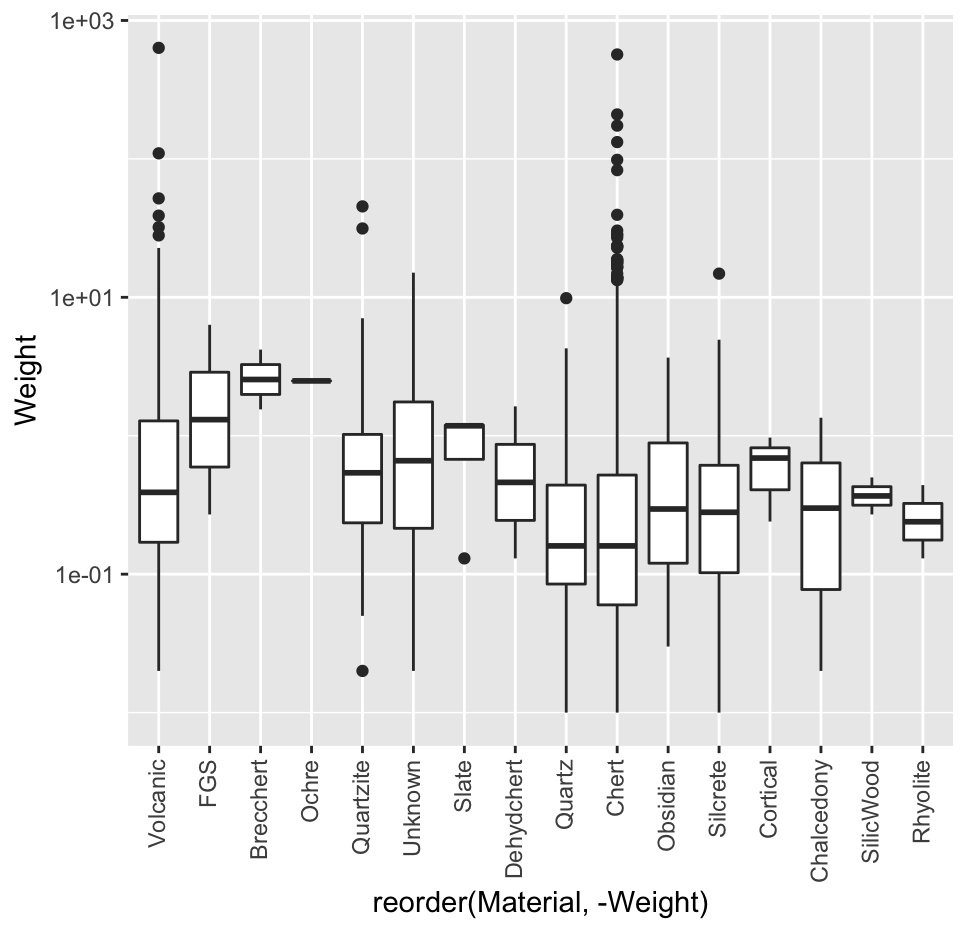 1e+03
1e+01
1e-01
Weight
Volcanic
FGS
Brecchert
Ochre
Quartzite
Unknown
Slate
Dehydchert
Quartz
Chert
Obsidian
Silcrete
Cortical
Chalcedony
SilicWood
Rhyolite
reorder(Material, -Weight)